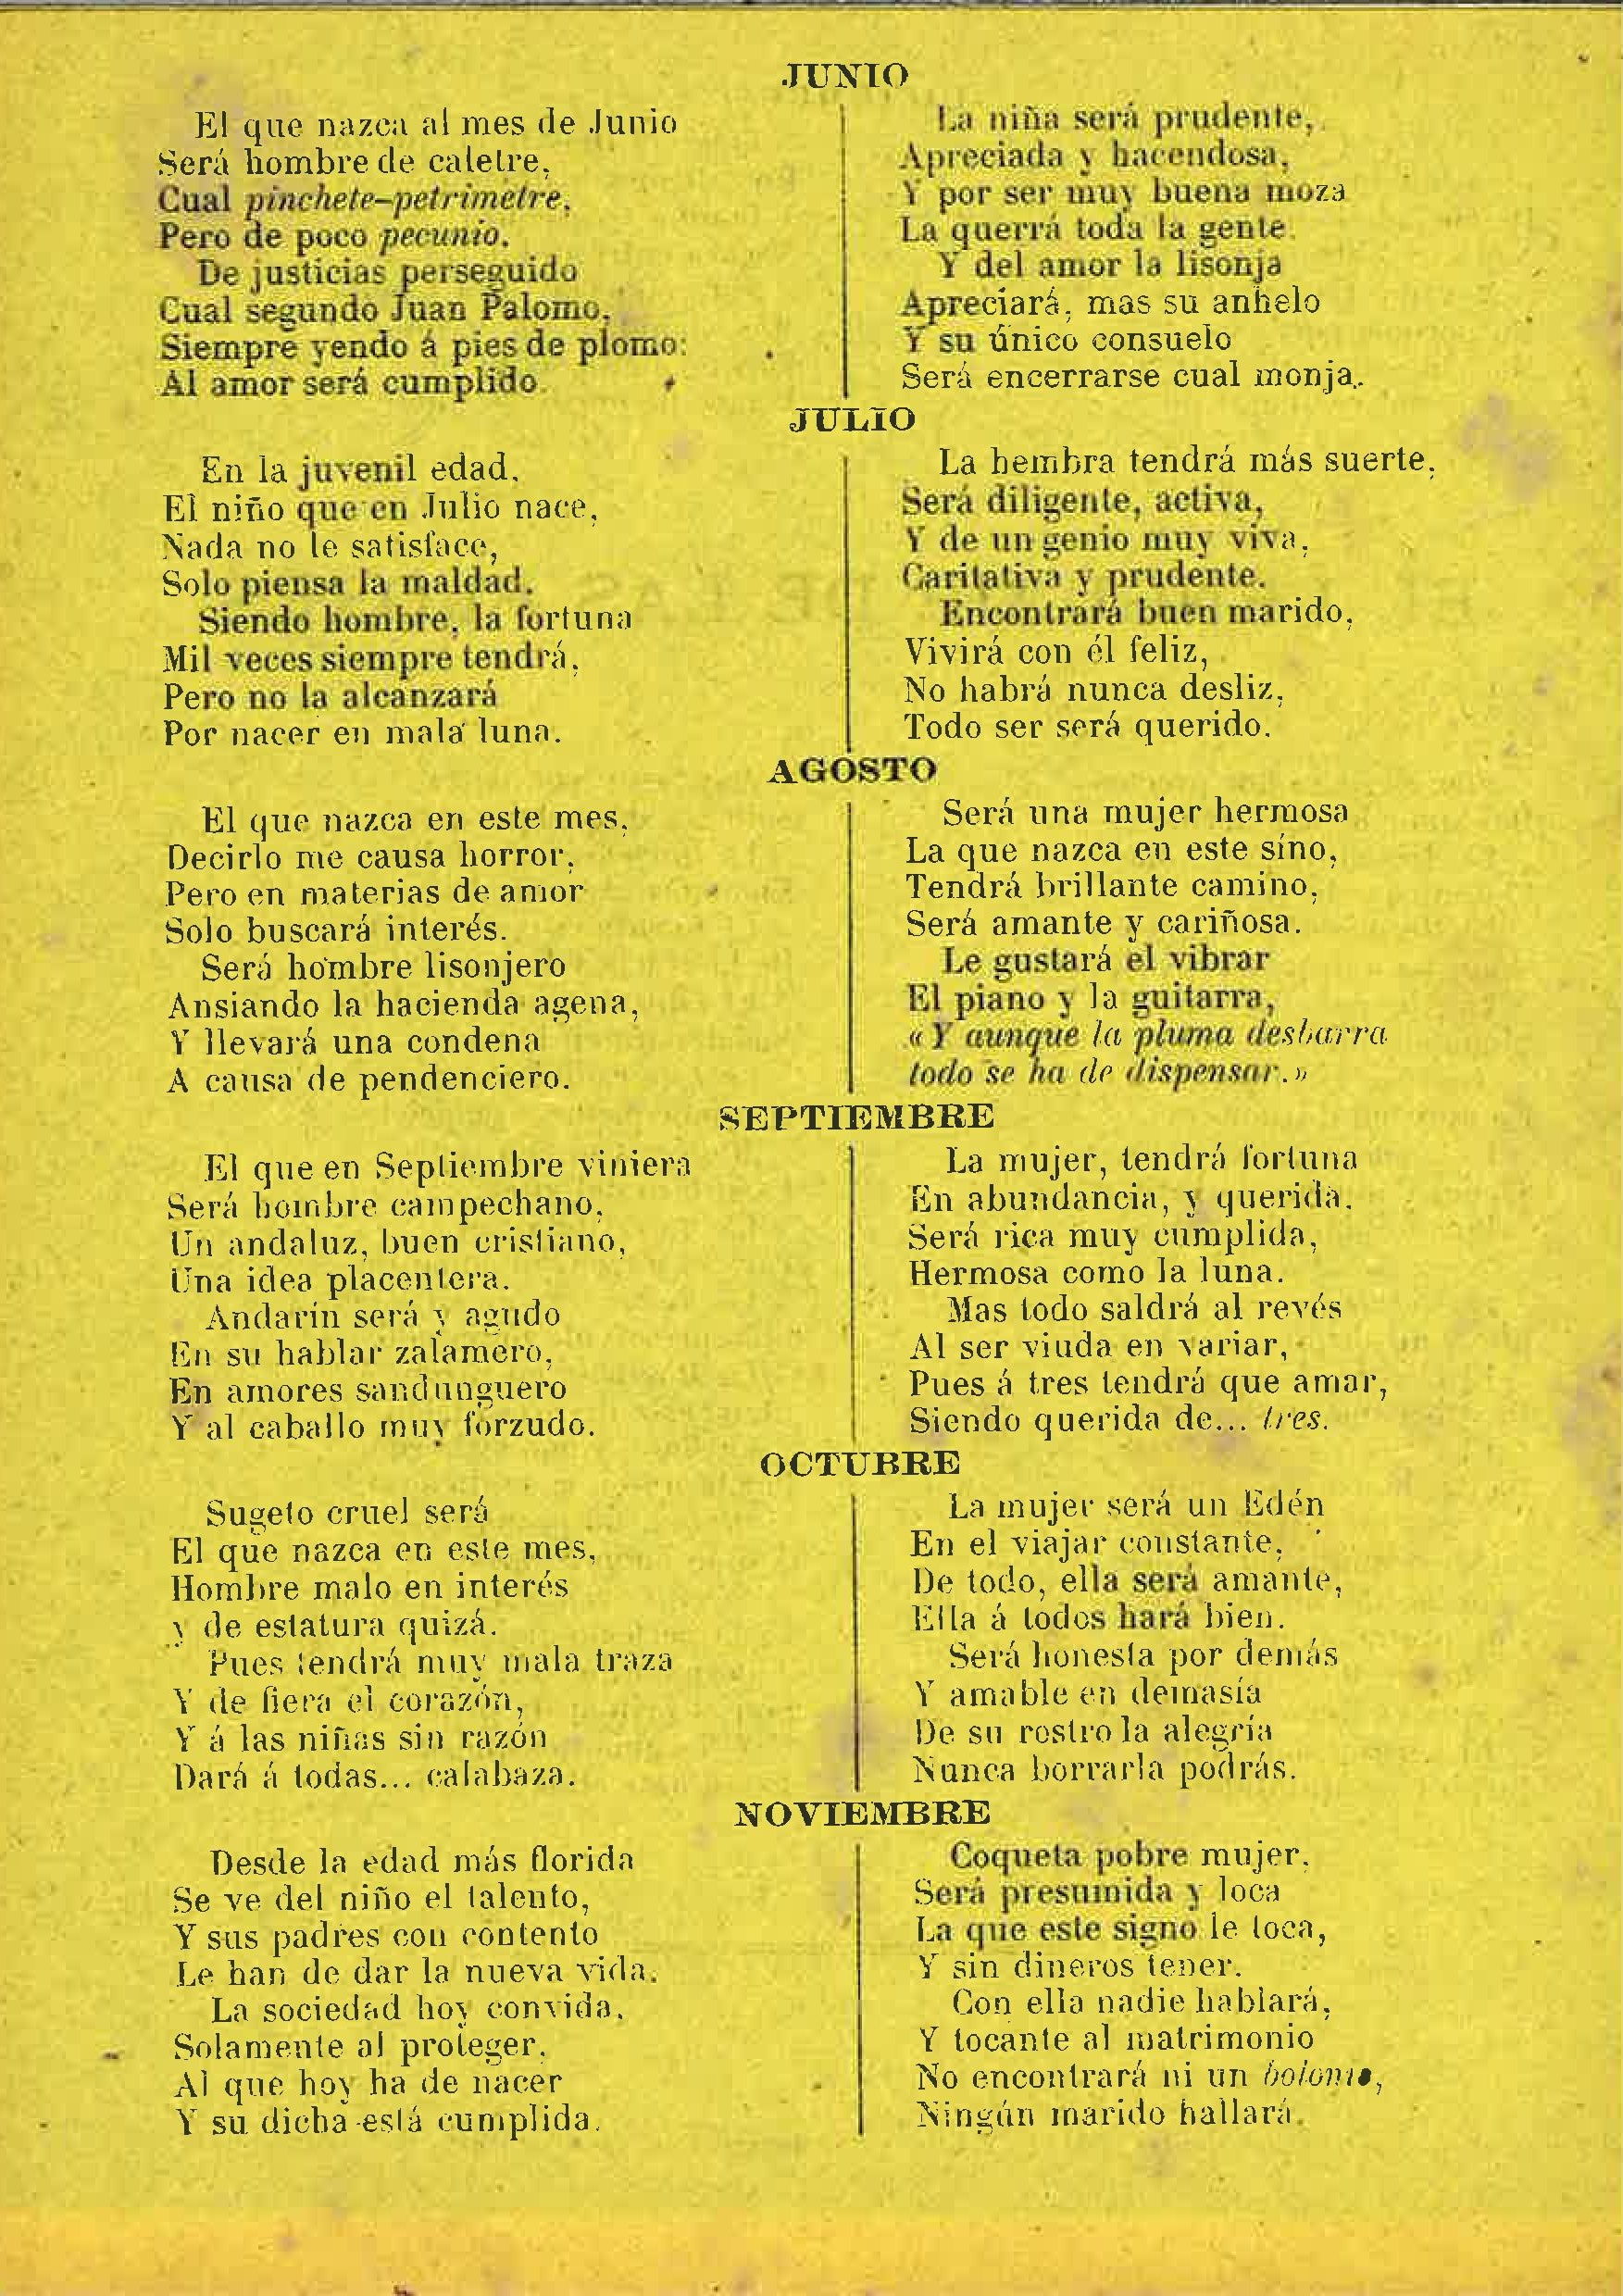 JUNIO
El que nazca al mes de Junio
Será hombre de caletre,
Cual pinchete-petrimetre,
Pero de poco pecunio.
De justicias perseguido
Cual segundo Juan Palomo,
Siempre yendo á pies de plomo:
Al amor será cumplido.
La niña será prudente,
Apreciada y hacendosa,
Y por ser muy buena moza
La querrá toda la gente.
Y del amor la lisonja
Apreciará, mas su anhelo
Y su único consuelo
Será encerrarse cual monja.
JULIO
En la juvenil edad,
El niño que en Julio nace,
Nada no le satisface,
Solo piensa la maldad.
Siendo hombre, la fortuna
Mil veces siempre tendrá,
Pero no la alcanzará
Por nacer en mala luna.
La hembra tendrá más suerte,
Será diligente, activa,
Y de un genio muy viva,
Caritativa y prudente.
Encontrará buen marido,
Vivirá con él feliz,
No habrá nunca desliz,
Todo ser será querido.
AGOSTO
El que nazca en este mes,
Decirlo me causa horror,
Pero en materias de amor
Solo buscará interés.
Será hombre lisonjero
Ansiando la hacienda agena,
Y llevará una condena
A causa de pendenciero.
Será una mujer hermosa
La que nazca en este sino,
Tendrá brillante camino,
Será amante y cariñosa.
Le gustará el vibrar
El piano y la guitarra,
«Y aunque la pluma desbarra
todo se ha de dispensar.»
SEPTIEMBRE
El que en Septiembre viniera
Será hombre campechano,
Un andaluz, buen cristiano,
Una idea placentera.
Andarín será y agudo
En su hablar zalamero,
En amores sandunguero
Y al caballo muy forzudo.
La mujer, tendrá fortuna
En abundancia, y querida,
Será rica muy cumplida,
Hermosa como la luna.
Mas todo saldrá al revés
Al ser viuda en variar,
Pues á tres tendrá que amar,
Siendo querida de... tres.
OCTUBRE
Sugeto cruel será
El que nazca en este mes,
Hombre malo en interés
y de estatura quizá.
Pues tendrá muy mala traza
Y de fiera el corazón,
Y á las niñas sin razón
Dará á todas... calabaza.
La mujer será un Edén
En el viajar constante,
De todo, ella será amante,
Ella á todos hará bien.
Será honesta por demás
Y amable en demasía
De su rostro la alegría
Nunca borrarla podrás.
NOVIEMBRE
Desde la edad más florida
Se ve del niño el talento,
Y sus padres con contento
Le han de dar la nueva vida.
La sociedad hoy convida,
Solamente al proteger,
Al que hoy ha de nacer
Y su dicha está cumplida.
Coqueta pobre mujer,
Será presumida y loca
La que este signo le toca,
Y sin dineros tener.
Con ella nadie hablará,
Y tocante al matrimonio
No encontrará ni un bolonio,
Ningún marido hallará.